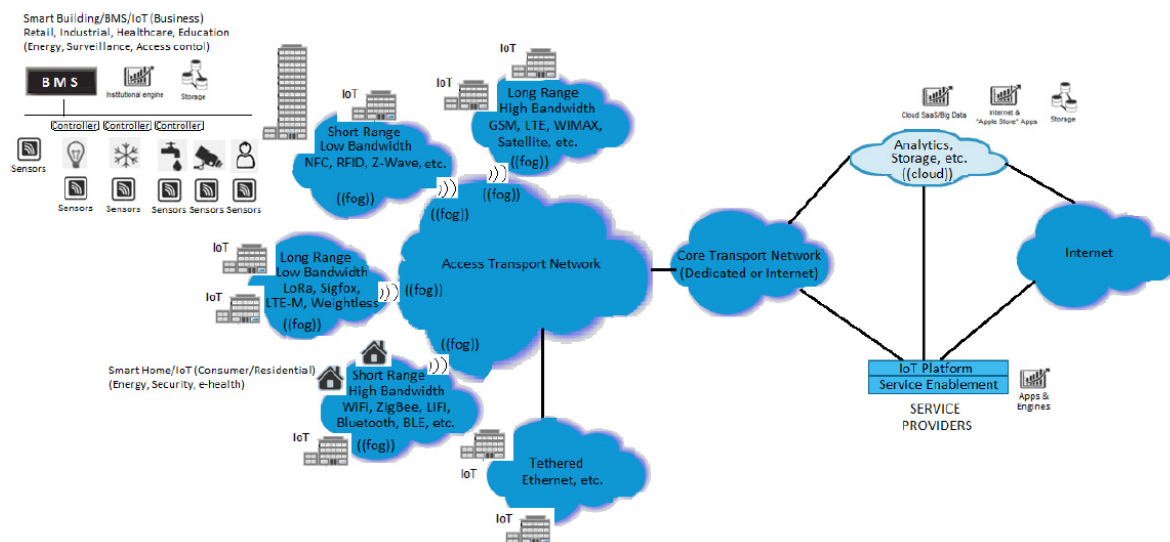 Smart Building/BMS/IoT (Business)
Retail, Industrial, Healthcare, Education
(Energy, Surveillance, Access contol)
BMS
Institutional engine
Storage
Controller
Controller
Controller
Sensors
Sensors
Sensors
Sensors
Sensors
Sensors
IoT
Short Range
Low Bandwidth
NFC, RFID, Z-Wave, etc.
((fog))
IoT
IoT
Long Range
High Bandwidth
GSM, LTE, WIMAX,
Satellite, etc.
((fog))
((fog))
((fog))
IoT
IoT
Long Range
Low Bandwidth
LoRa, Sigfox,
LTE-M, Weightless
((fog))
((fog))
Access Transport Network
((fog))
Smart Home/IoT (Consumer/Residential)
(Energy, Security, e-health)
Short Range
High Bandwidth
WiFi, ZigBee, LiFi,
Bluetooth, BLE, etc.
((fog))
IoT
IoT
IoT
Tethered
Ethernet, etc.
IoT
Core Transport Network
(Dedicated or Internet)
Cloud SaaS/Big Data
Internet &
"Apple Store" Apps
Storage
Analytics,
Storage, etc.
((cloud))
Internet
IoT Platform
Service Enablement
SERVICE
PROVIDERS
Apps &
Engines